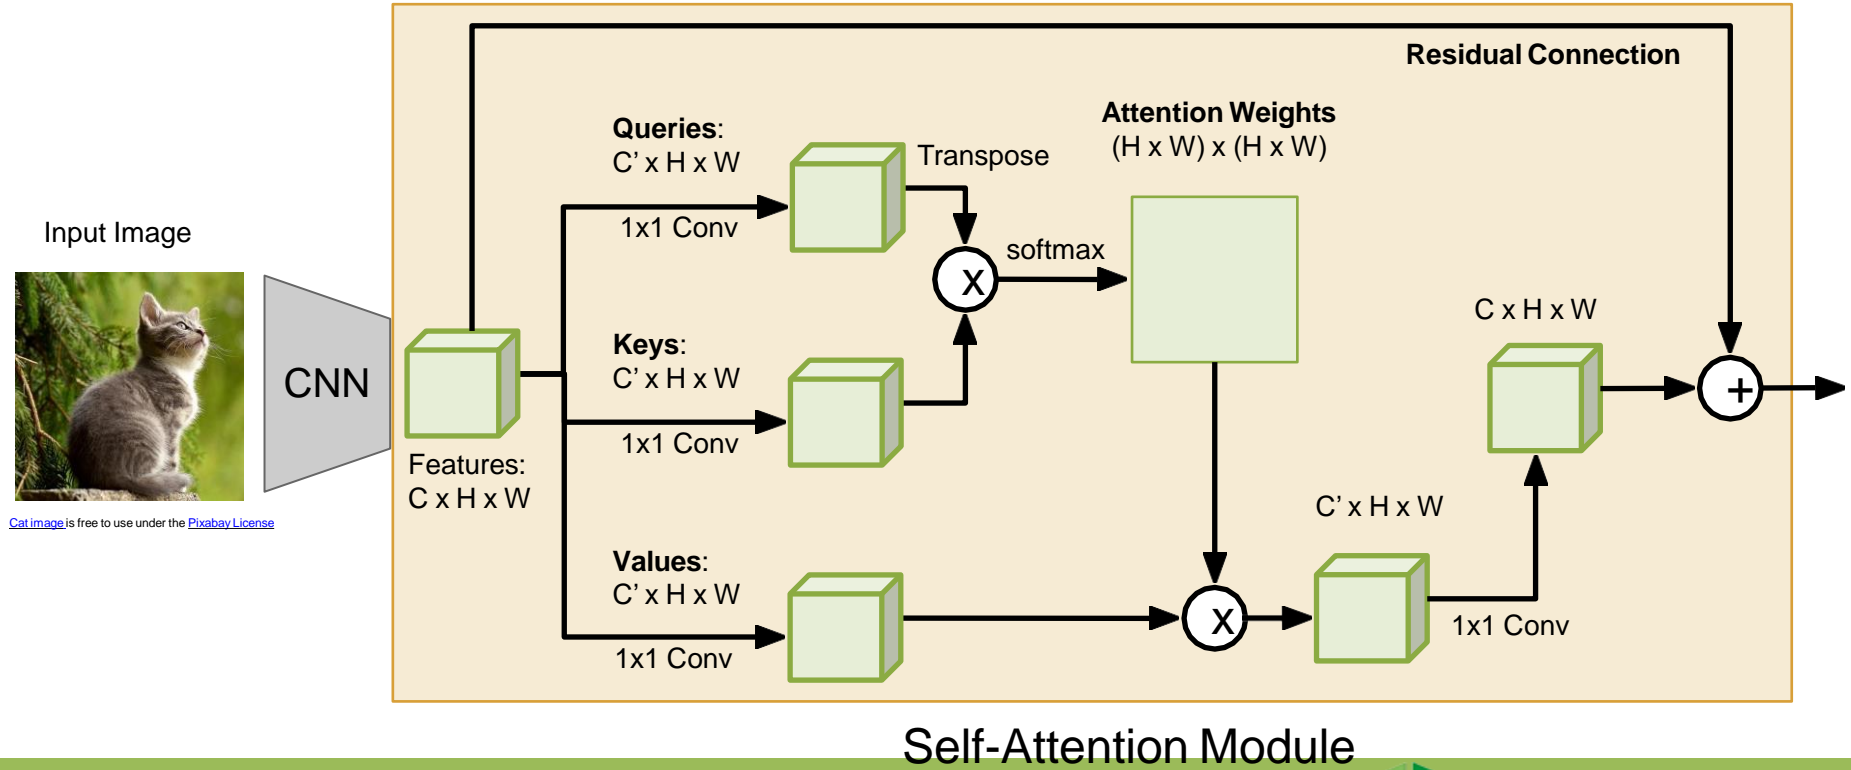 Residual Connection
Attention Weights
(H x W) x (H x W)
Queries:
C’ x H x W
Transpose
1x1 Conv
Input Image
softmax
x
CNN
Keys:
C’ x H x W
1x1 Conv
C x H x W
+
Features:
C x H x W
Cat image is free to use under the Pixabay License
C’ x H x W
Values:
C’ x H x W
x
1x1 Conv
1x1 Conv
Self-Attention Module